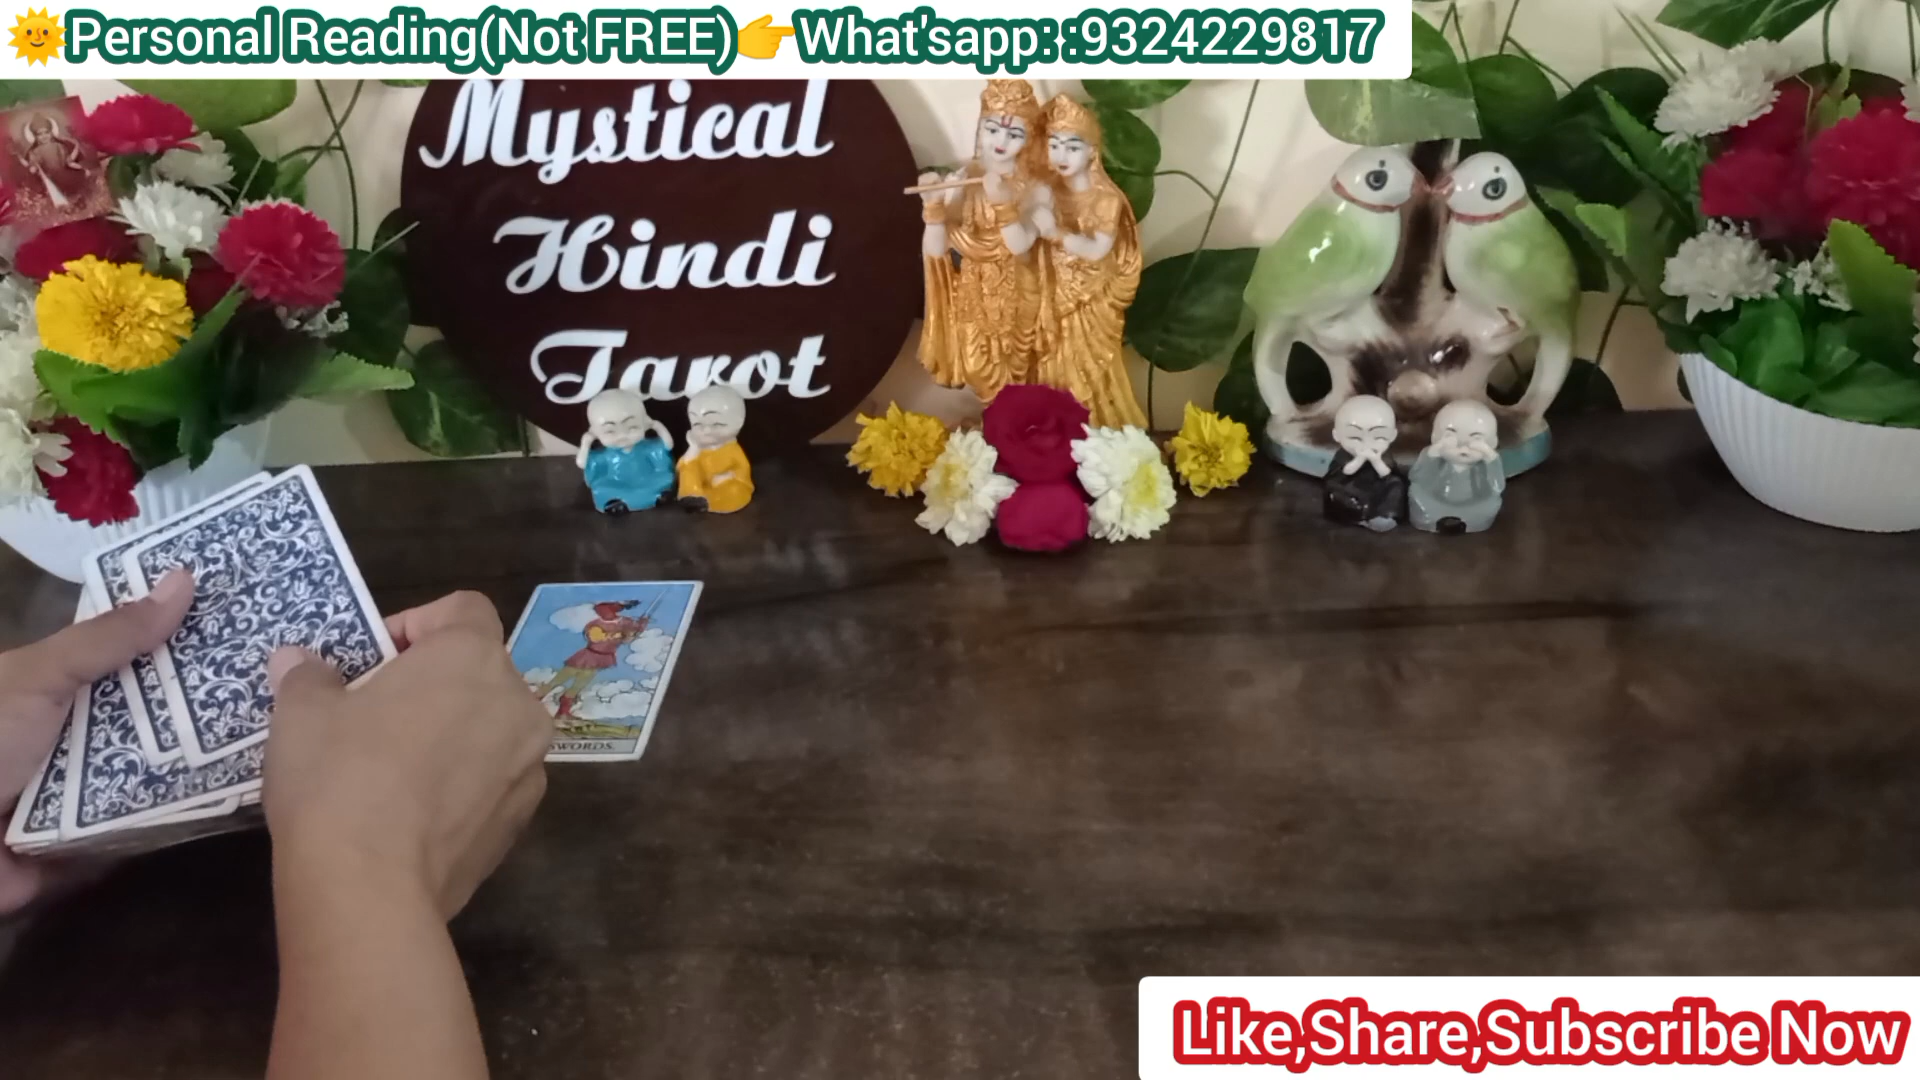 Personal Reading(Not FREE)👉What'sapp: :9324229817
Mystical
Hindi
Tarot
SWORDS.
Like,Share,Subscribe Now